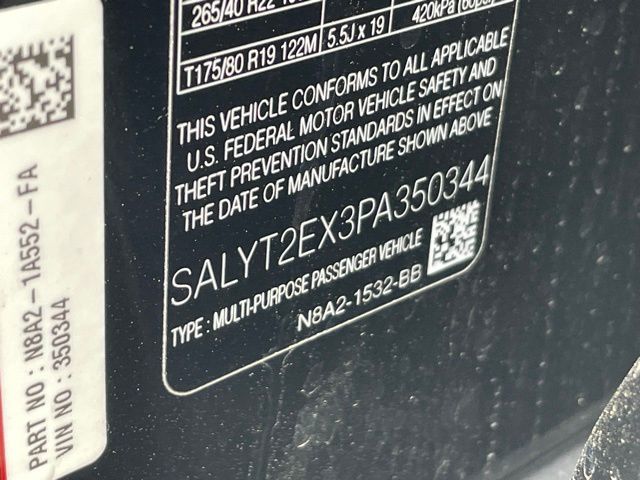 265/40 R22
T175/80 R19 122M 5.5J x 19 420kPa (60psi)
THIS VEHICLE CONFORMS TO ALL APPLICABLE
U.S. FEDERAL MOTOR VEHICLE SAFETY AND
THEFT PREVENTION STANDARDS IN EFFECT ON
THE DATE OF MANUFACTURE SHOWN ABOVE
SALYT2EX3PA350344
TYPE : MULTI-PURPOSE PASSENGER VEHICLE
N8A2-1532-BB
PART NO : N8A2-1A552-FA
VIN NO : 350344